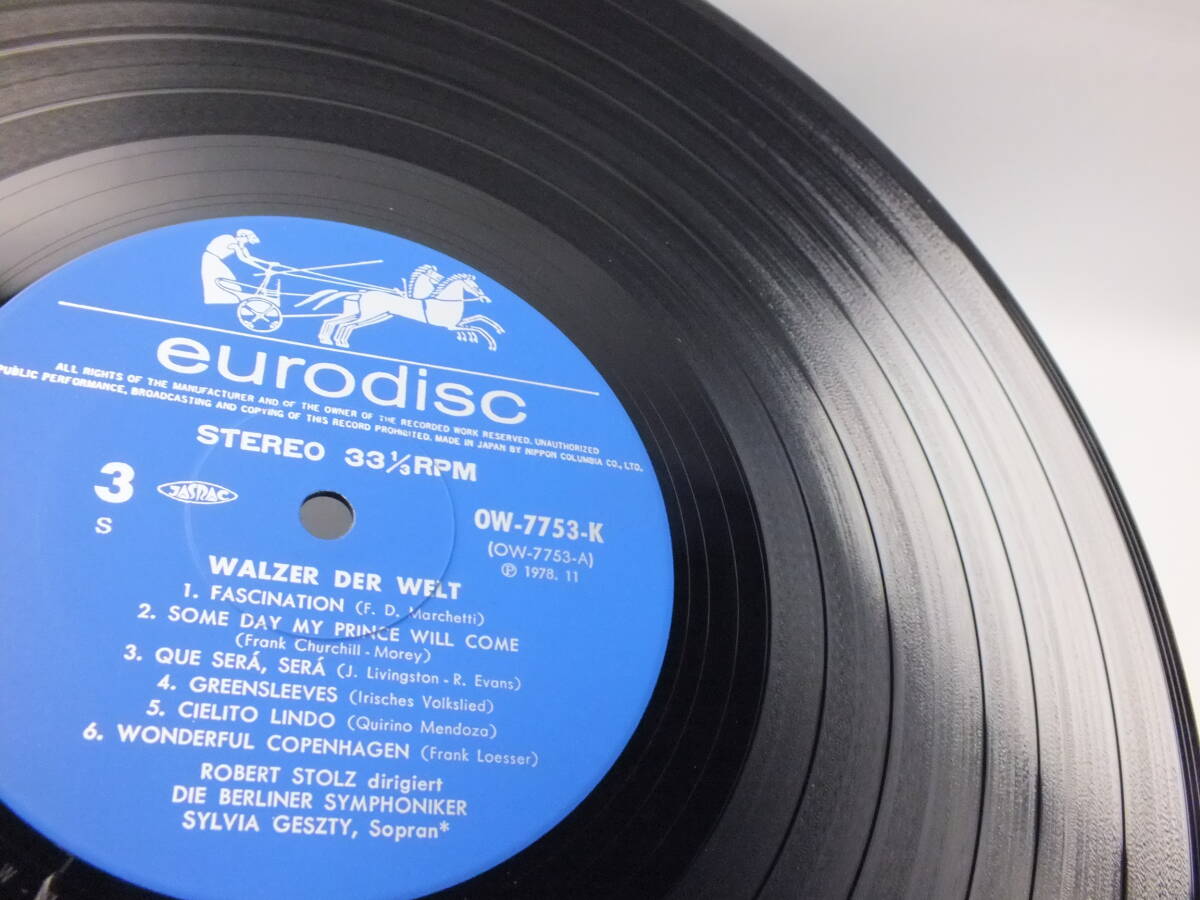 eurodisc
ALL RIGHTS OF THE MANUFACTURER AND OF THE OWNER OF THE RECORDED WORK RESERVED. UNAUTHORIZED
PUBLIC PERFORMANCE, BROADCASTING AND COPYING OF THIS RECORD PROHIBITED. MADE IN JAPAN BY NIPPON COLUMBIA CO., LTD.
STEREO 33⅓RPM
3 JASRAC
S
OW-7753-K
(OW-7753-A)
Ⓟ 1978. 11
WALZER DER WELT
1. FASCINATION (F. D. Marchetti)
2. SOME DAY MY PRINCE WILL COME
(Frank Churchill - Morey)
3. QUE SERÁ, SERÁ (J. Livingston - R. Evans)
4. GREENSLEEVES (Irisches Volkslied)
5. CIELITO LINDO (Quirino Mendoza)
6. WONDERFUL COPENHAGEN (Frank Loesser)
ROBERT STOLZ dirigiert
DIE BERLINER SYMPHONIKER
SYLVIA GESZTY, Sopran*